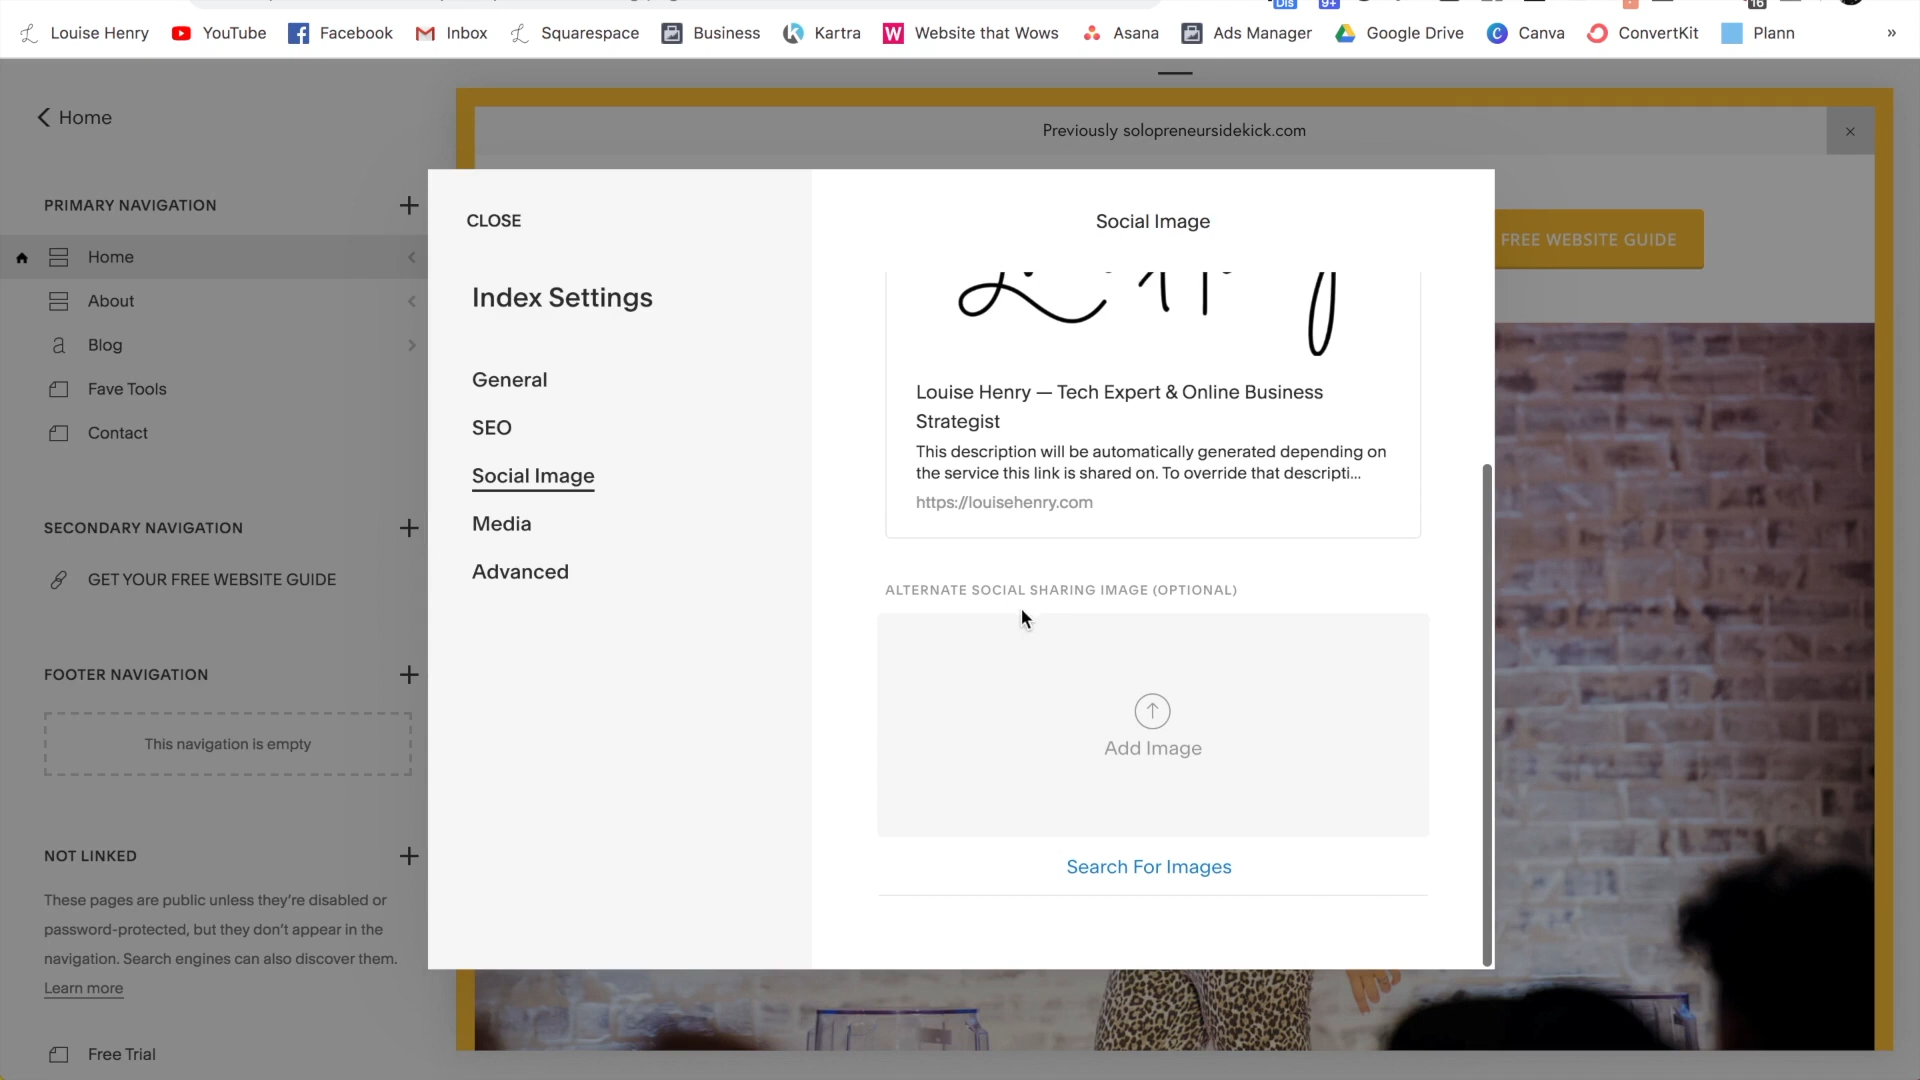 Dis
9+
16
Louise Henry
YouTube
Facebook
Inbox
Squarespace
Business
Kartra
Website that Wows
Asana
Ads Manager
Google Drive
Canva
ConvertKit
Plann
»
Home
PRIMARY NAVIGATION
Home
About
Blog
Fave Tools
Contact
SECONDARY NAVIGATION
GET YOUR FREE WEBSITE GUIDE
FOOTER NAVIGATION
This navigation is empty
NOT LINKED
These pages are public unless they’re disabled or
password-protected, but they don’t appear in the
navigation. Search engines can also discover them.
Learn more
Free Trial
Previously solopreneursidekick.com
FREE WEBSITE GUIDE
CLOSE
Index Settings
General
SEO
Social Image
Media
Advanced
Social Image
Louise Henry — Tech Expert & Online Business
Strategist
This description will be automatically generated depending on
the service this link is shared on. To override that descripti...
https://louisehenry.com
ALTERNATE SOCIAL SHARING IMAGE (OPTIONAL)
Add Image
Search For Images